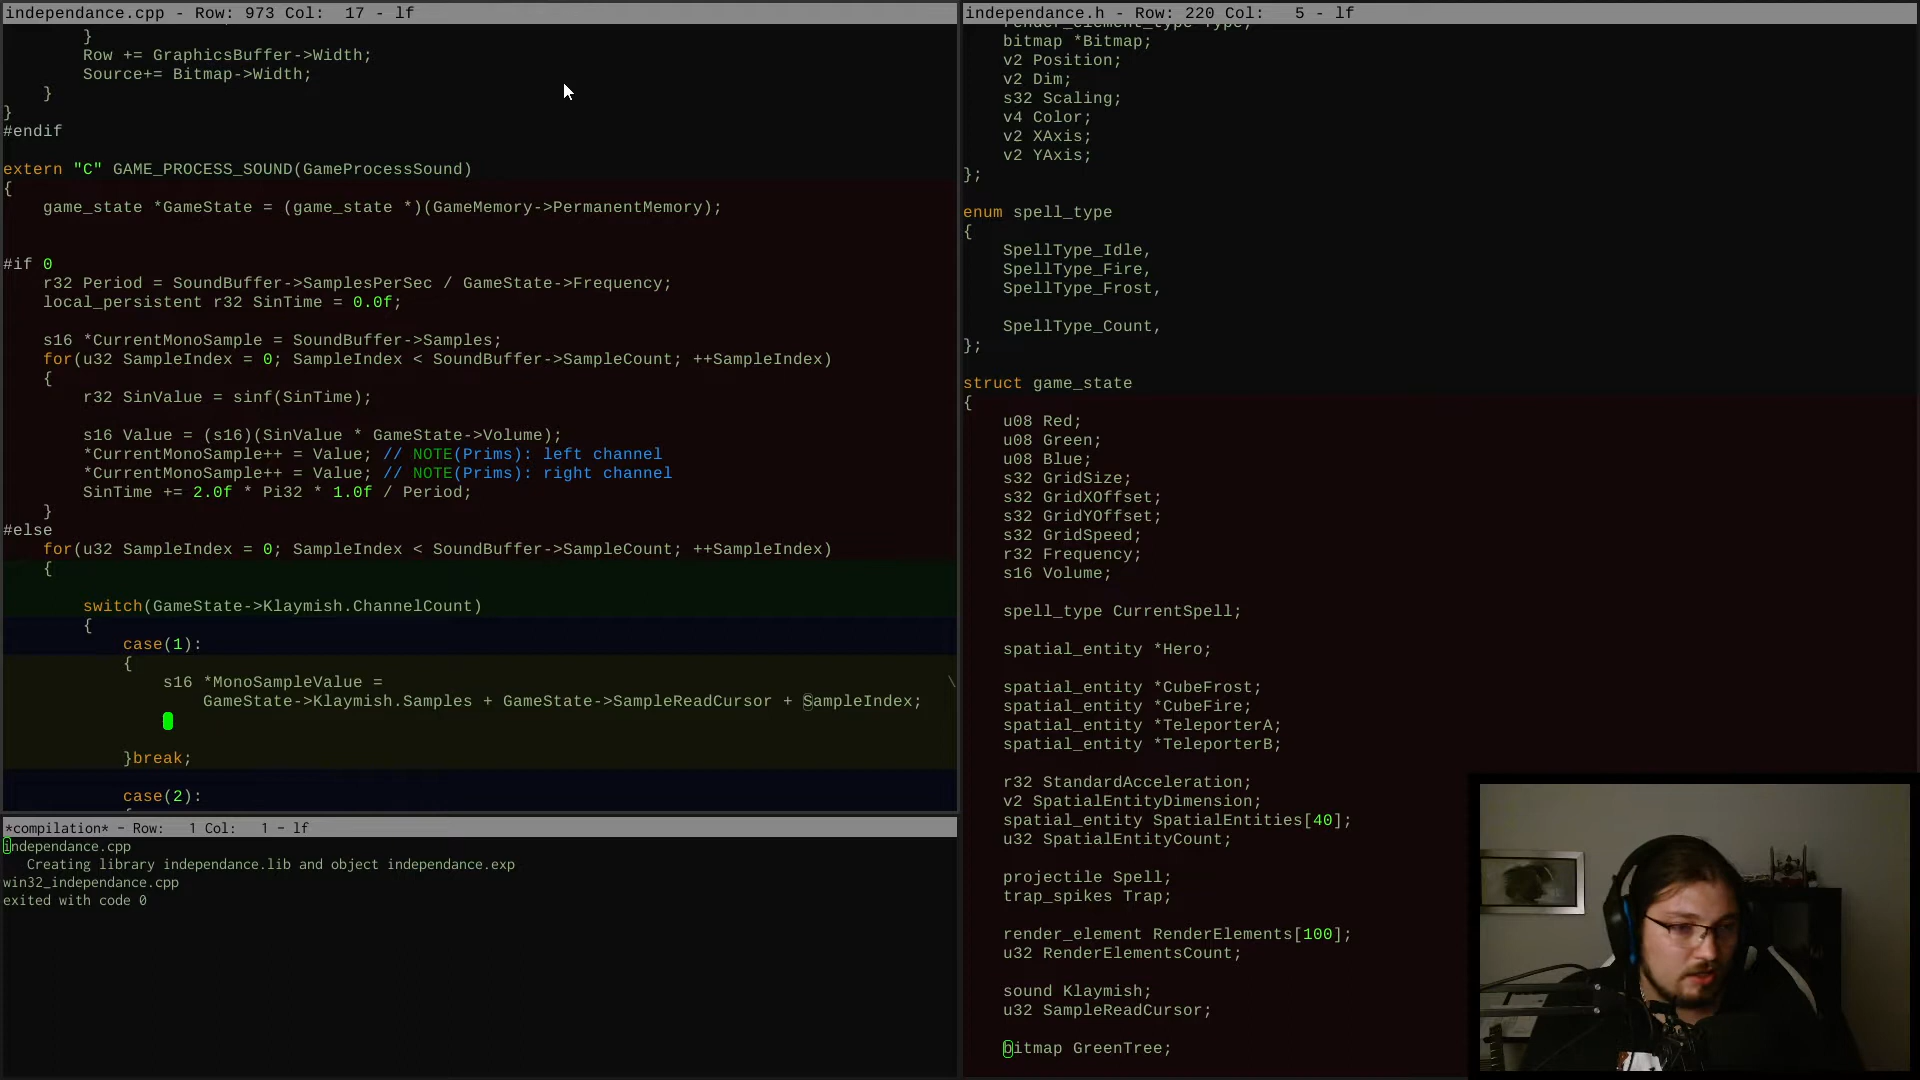 independance.cpp - Row: 973 Col:  17 - lf
}
Row += GraphicsBuffer->Width;
Source+= Bitmap->Width;
}
}
#endif
extern "C" GAME_PROCESS_SOUND(GameProcessSound)
{
game_state *GameState = (game_state *)(GameMemory->PermanentMemory);
#if 0
r32 Period = SoundBuffer->SamplesPerSec / GameState->Frequency;
local_persistent r32 SinTime = 0.0f;
s16 *CurrentMonoSample = SoundBuffer->Samples;
for(u32 SampleIndex = 0; SampleIndex < SoundBuffer->SampleCount; ++SampleIndex)
{
r32 SinValue = sinf(SinTime);
s16 Value = (s16)(SinValue * GameState->Volume);
*CurrentMonoSample++ = Value; // NOTE(Prims): left channel
*CurrentMonoSample++ = Value; // NOTE(Prims): right channel
SinTime += 2.0f * Pi32 * 1.0f / Period;
}
#else
for(u32 SampleIndex = 0; SampleIndex < SoundBuffer->SampleCount; ++SampleIndex)
{
switch(GameState->Klaymish.ChannelCount)
{
case(1):
{
s16 *MonoSampleValue = \
GameState->Klaymish.Samples + GameState->SampleReadCursor + SampleIndex;
}break;
case(2):
*compilation* - Row:   1 Col:   1 - lf
independance.cpp
Creating library independance.lib and object independance.exp
win32_independance.cpp
exited with code 0
independance.h - Row: 220 Col:   5 - lf
render_element_type Type;
bitmap *Bitmap;
v2 Position;
v2 Dim;
s32 Scaling;
v4 Color;
v2 XAxis;
v2 YAxis;
};
enum spell_type
{
SpellType_Idle,
SpellType_Fire,
SpellType_Frost,
SpellType_Count,
};
struct game_state
{
u08 Red;
u08 Green;
u08 Blue;
s32 GridSize;
s32 GridXOffset;
s32 GridYOffset;
s32 GridSpeed;
r32 Frequency;
s16 Volume;
spell_type CurrentSpell;
spatial_entity *Hero;
spatial_entity *CubeFrost;
spatial_entity *CubeFire;
spatial_entity *TeleporterA;
spatial_entity *TeleporterB;
r32 StandardAcceleration;
v2 SpatialEntityDimension;
spatial_entity SpatialEntities[40];
u32 SpatialEntityCount;
projectile Spell;
trap_spikes Trap;
render_element RenderElements[100];
u32 RenderElementsCount;
sound Klaymish;
u32 SampleReadCursor;
bitmap GreenTree;